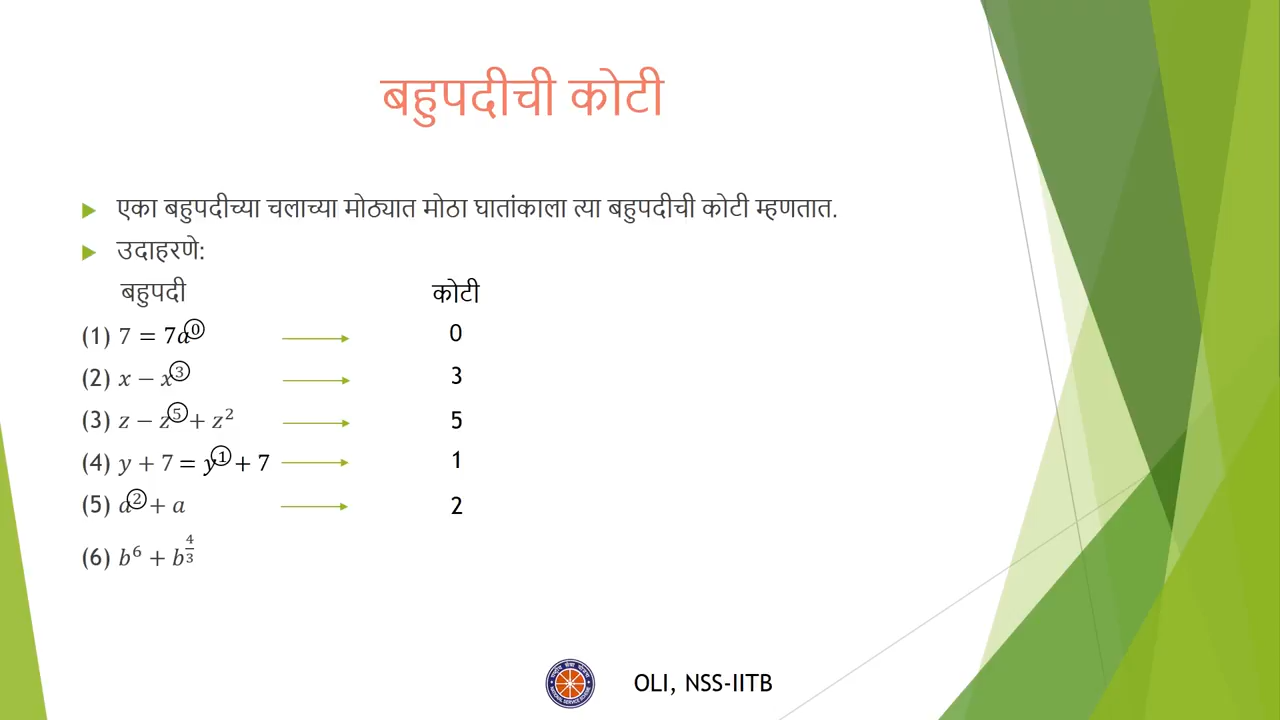 बहुपदीची कोटी
एका बहुपदीच्या चलाच्या मोठ्यात मोठा घातांकाला त्या बहुपदीची कोटी म्हणतात.
उदाहरणे:
बहुपदी कोटी
(1) 7 = 7a⁰ 0
(2) x − x³ 3
(3) z − z⁵ + z² 5
(4) y + 7 = y¹ + 7 1
(5) a² + a 2
(6) b⁶ + b^(4/3)
OLI, NSS-IITB